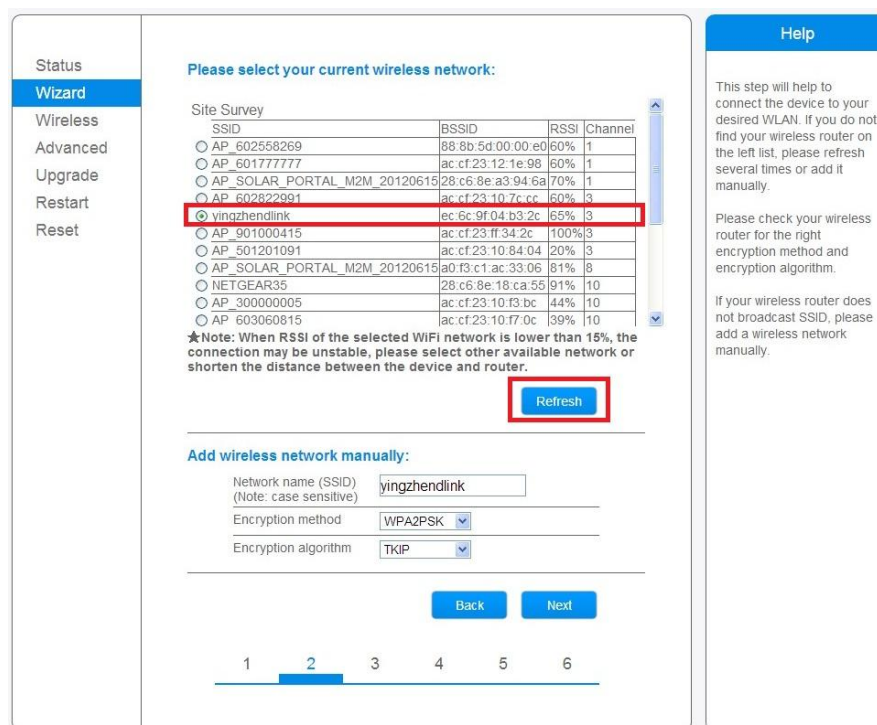 Status
Wizard
Wireless
Advanced
Upgrade
Restart
Reset
Please select your current wireless network:
Site Survey
SSID BSSID RSSI Channel
AP_602558269 88:8b:5d:00:00:e0 60% 1
AP_601777777 ac:cf:23:12:1e:98 60% 1
AP_SOLAR_PORTAL_M2M_20120615 28:c6:8e:a3:94:6a 70% 1
AP_602822991 ac:cf:23:10:7c:cc 60% 3
yingzhendlink ec:6c:9f:04:b3:2c 65% 3
AP_901000415 ac:cf:23:ff:34:2c 100% 3
AP_501201091 ac:cf:23:10:84:04 20% 3
AP_SOLAR_PORTAL_M2M_20120615 a0:f3:c1:ac:33:06 81% 8
NETGEAR35 28:c6:8e:18:ca:55 91% 10
AP_300000005 ac:cf:23:10:f3:bc 44% 10
AP_603060815 ac:cf:23:10:f7:0c 39% 10
★Note: When RSSI of the selected WiFi network is lower than 15%, the
connection may be unstable, please select other available network or
shorten the distance between the device and router.
Refresh
Add wireless network manually:
Network name (SSID)
(Note: case sensitive)
yingzhendlink
Encryption method WPA2PSK
Encryption algorithm TKIP
Back Next
1 2 3 4 5 6
Help
This step will help to
connect the device to your
desired WLAN. If you do not
find your wireless router on
the left list, please refresh
several times or add it
manually.
Please check your wireless
router for the right
encryption method and
encryption algorithm.
If your wireless router does
not broadcast SSID, please
add a wireless network
manually.